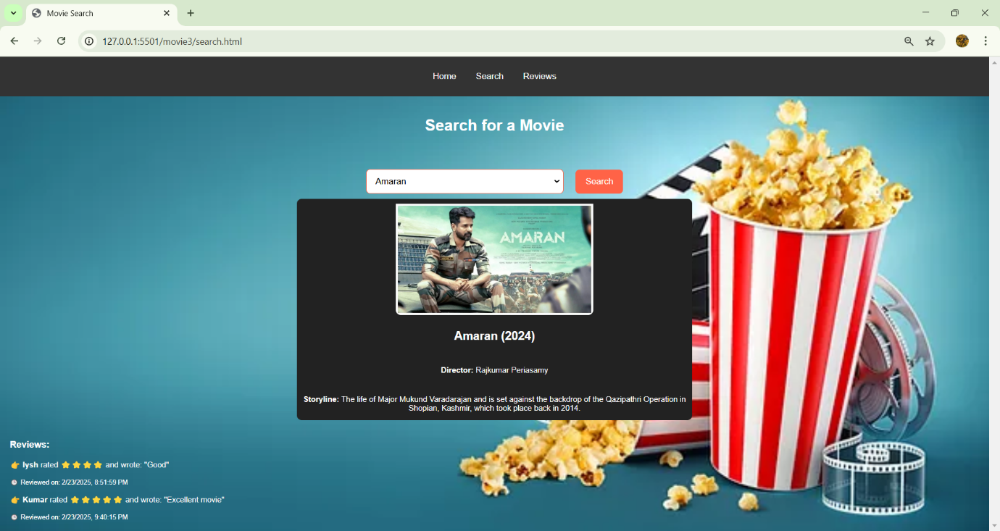 Movie Search
127.0.0.1:5501/movie3/search.html
Home Search Reviews
Search for a Movie
Amaran
Search
AMARAN
Amaran (2024)
Director: Rajkumar Periasamy
Storyline: The life of Major Mukund Varadarajan and is set against the backdrop of the Qazipathri Operation in
Shopian, Kashmir, which took place back in 2014.
Reviews:
👉 Iysh rated ⭐⭐⭐⭐ and wrote: "Good"
🕒 Reviewed on: 2/23/2025, 8:51:59 PM
👉 Kumar rated ⭐⭐⭐⭐⭐ and wrote: "Excellent movie"
🕒 Reviewed on: 2/23/2025, 9:40:15 PM